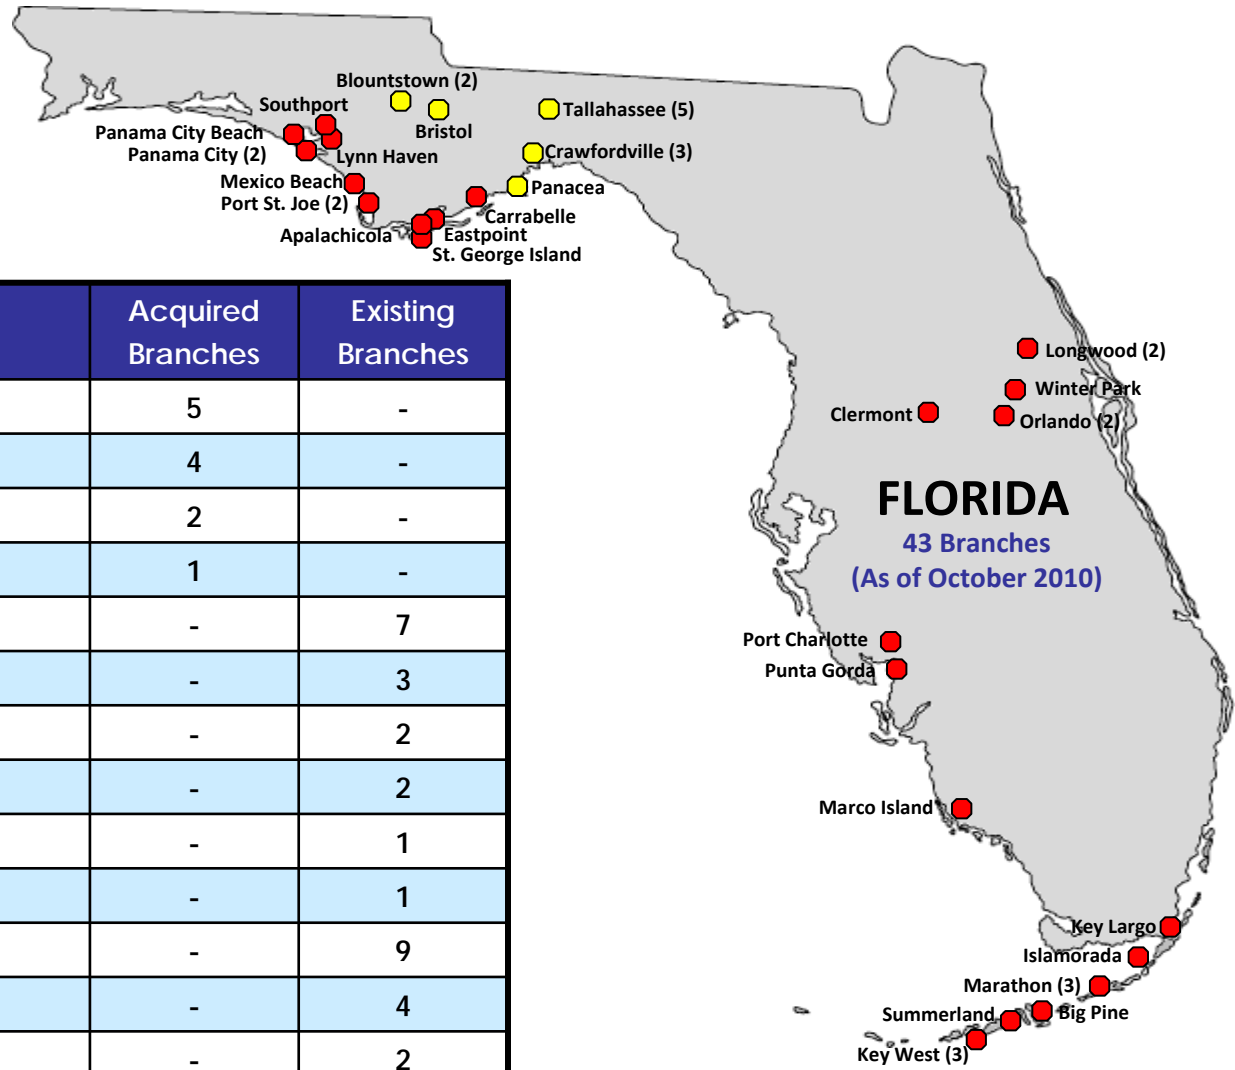 Blountstown (2)
Southport
Tallahassee (5)
Panama City Beach
Bristol
Panama City (2)
Lynn Haven
Crawfordville (3)
Mexico Beach
Panacea
Port St. Joe (2)
Carrabelle
Apalachicola
Eastpoint
St. George Island
Acquired Existing
Branches Branches
5 -
4 -
2 -
1 -
- 7
- 3
- 2
- 2
- 1
- 1
- 9
- 4
- 2
Longwood (2)
Winter Park
Clermont
Orlando (2)
FLORIDA
43 Branches
(As of October 2010)
Port Charlotte
Punta Gorda
Marco Island
Key Largo
Islamorada
Marathon (3)
Summerland
Big Pine
Key West (3)